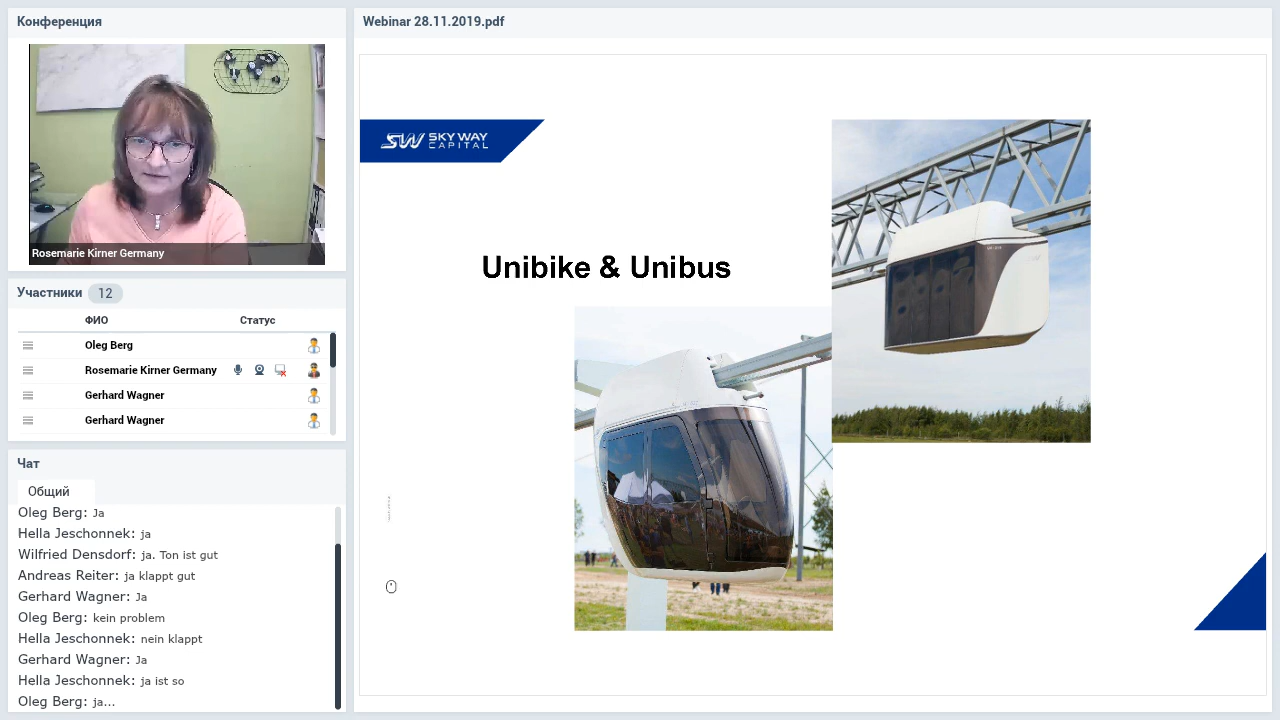 Конференция
Rosemarie Kirner Germany
Участники 12
ФИО Статус
Oleg Berg
Rosemarie Kirner Germany
Gerhard Wagner
Gerhard Wagner
Чат
Общий
Oleg Berg: Ja
Hella Jeschonnek: ja
Wilfried Densdorf: ja. Ton ist gut
Andreas Reiter: ja klappt gut
Gerhard Wagner: Ja
Oleg Berg: kein problem
Hella Jeschonnek: nein klappt
Gerhard Wagner: Ja
Hella Jeschonnek: ja ist so
Oleg Berg: ja...
Webinar 28.11.2019.pdf
SW SKY WAY
CAPITAL
Unibike & Unibus